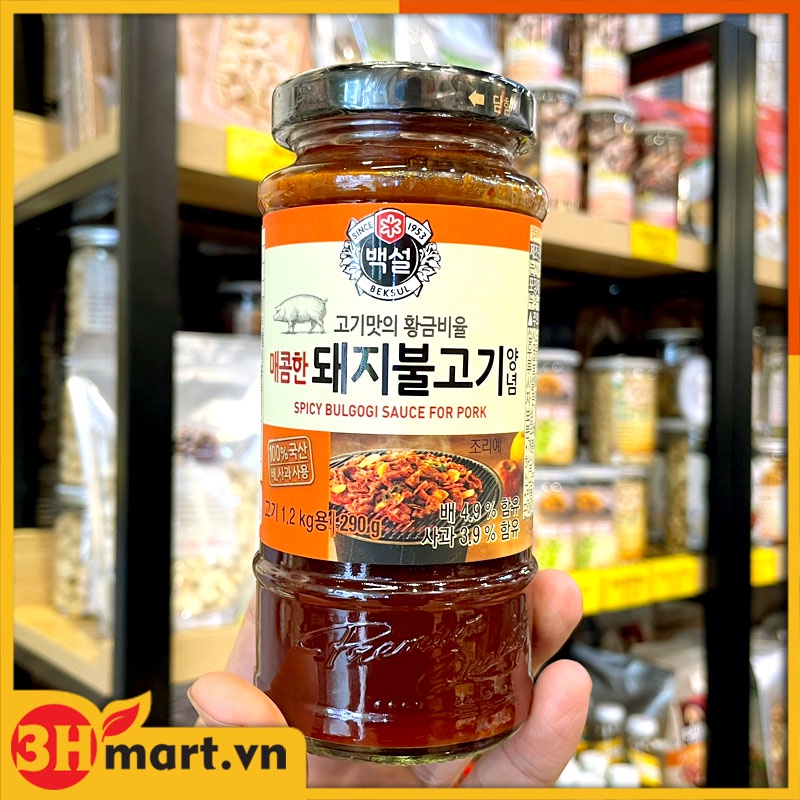 담합
SINCE 1953
백설
BEKSUL
고기맛의 황금비율
매콤한 돼지불고기 양념
SPICY BULGOGI SAUCE FOR PORK
조리예
100% 국산
배, 사과 사용
고기 1.2 kg용 290 g
배 4.9 % 함유
사과 3.9 % 함유
Premium
3Hmart.vn